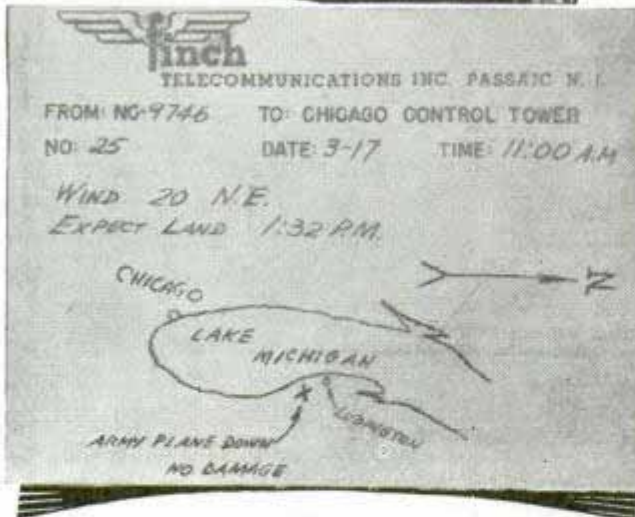 finch
TELECOMMUNICATIONS INC. PASSAIC N. J.
FROM: NC-9746 TO: CHICAGO CONTROL TOWER
NO: 25 DATE: 3-17 TIME: 11:00 A.M
WIND 20 N.E.
EXPECT LAND 1:32 P.M.
N
CHICAGO
LAKE
MICHIGAN
LUDINGTON
ARMY PLANE DOWN
NO DAMAGE